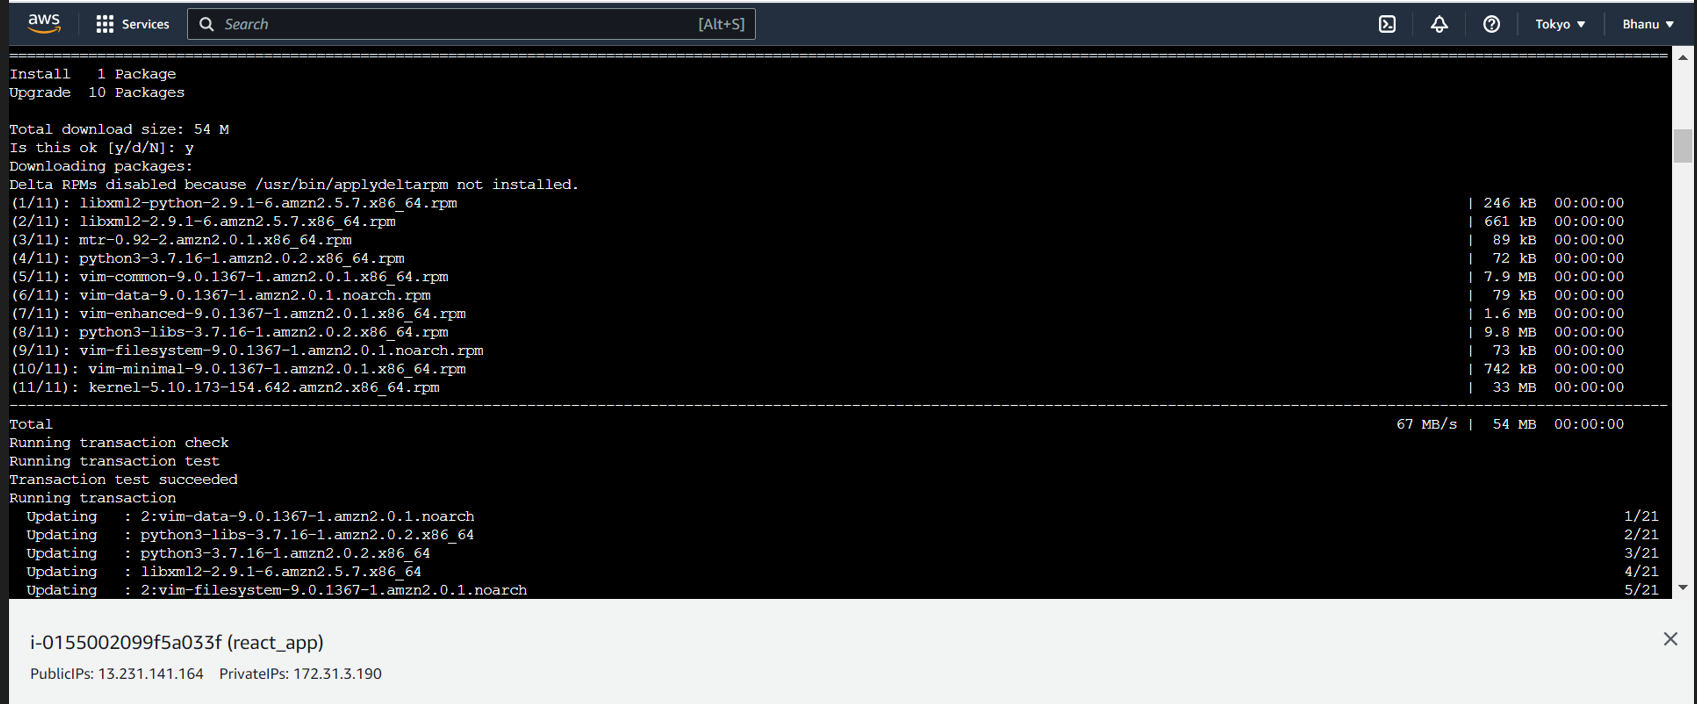 aws Services Search [Alt+S] Tokyo Bhanu
Install 1 Package
Upgrade 10 Packages
Total download size: 54 M
Is this ok [y/d/N]: y
Downloading packages:
Delta RPMs disabled because /usr/bin/applydeltarpm not installed.
(1/11): libxml2-python-2.9.1-6.amzn2.5.7.x86_64.rpm | 246 kB 00:00:00
(2/11): libxml2-2.9.1-6.amzn2.5.7.x86_64.rpm | 661 kB 00:00:00
(3/11): mtr-0.92-2.amzn2.0.1.x86_64.rpm | 89 kB 00:00:00
(4/11): python3-3.7.16-1.amzn2.0.2.x86_64.rpm | 72 kB 00:00:00
(5/11): vim-common-9.0.1367-1.amzn2.0.1.x86_64.rpm | 7.9 MB 00:00:00
(6/11): vim-data-9.0.1367-1.amzn2.0.1.noarch.rpm | 79 kB 00:00:00
(7/11): vim-enhanced-9.0.1367-1.amzn2.0.1.x86_64.rpm | 1.6 MB 00:00:00
(8/11): python3-libs-3.7.16-1.amzn2.0.2.x86_64.rpm | 9.8 MB 00:00:00
(9/11): vim-filesystem-9.0.1367-1.amzn2.0.1.noarch.rpm | 73 kB 00:00:00
(10/11): vim-minimal-9.0.1367-1.amzn2.0.1.x86_64.rpm | 742 kB 00:00:00
(11/11): kernel-5.10.173-154.642.amzn2.x86_64.rpm | 33 MB 00:00:00
Total 67 MB/s | 54 MB 00:00:00
Running transaction check
Running transaction test
Transaction test succeeded
Running transaction
Updating : 2:vim-data-9.0.1367-1.amzn2.0.1.noarch 1/21
Updating : python3-libs-3.7.16-1.amzn2.0.2.x86_64 2/21
Updating : python3-3.7.16-1.amzn2.0.2.x86_64 3/21
Updating : libxml2-2.9.1-6.amzn2.5.7.x86_64 4/21
Updating : 2:vim-filesystem-9.0.1367-1.amzn2.0.1.noarch 5/21
i-0155002099f5a033f (react_app)
PublicIPs: 13.231.141.164 PrivateIPs: 172.31.3.190